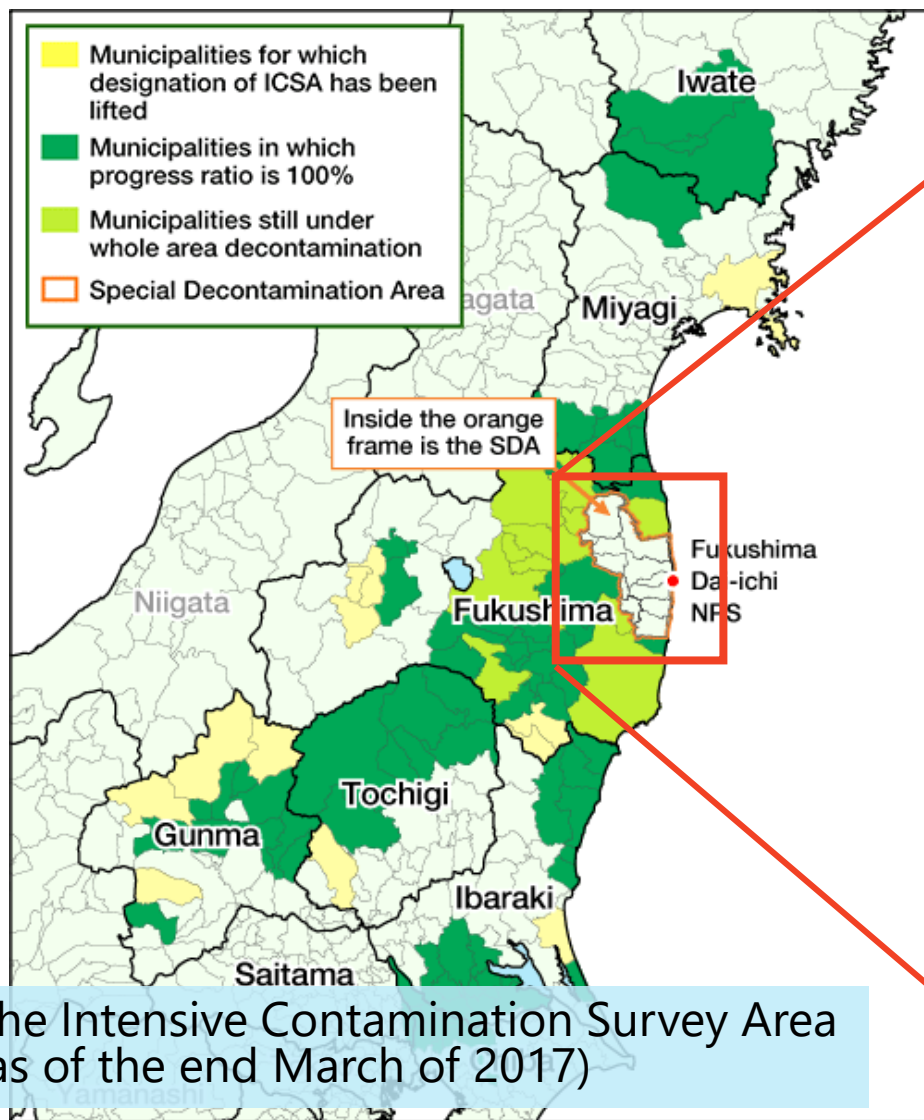 Municipalities for which
designation of ICSA has been
lifted
Municipalities in which
progress ratio is 100%
Municipalities still under
whole area decontamination
Special Decontamination Area
Iwate
agata
Miyagi
Inside the orange
frame is the SDA
Fukushima
Dai-ichi
NPS
Niigata
Fukushima
Tochigi
Gunma
Ibaraki
Saitama
he Intensive Contamination Survey Area
as of the end March of 2017)
Yamanashi